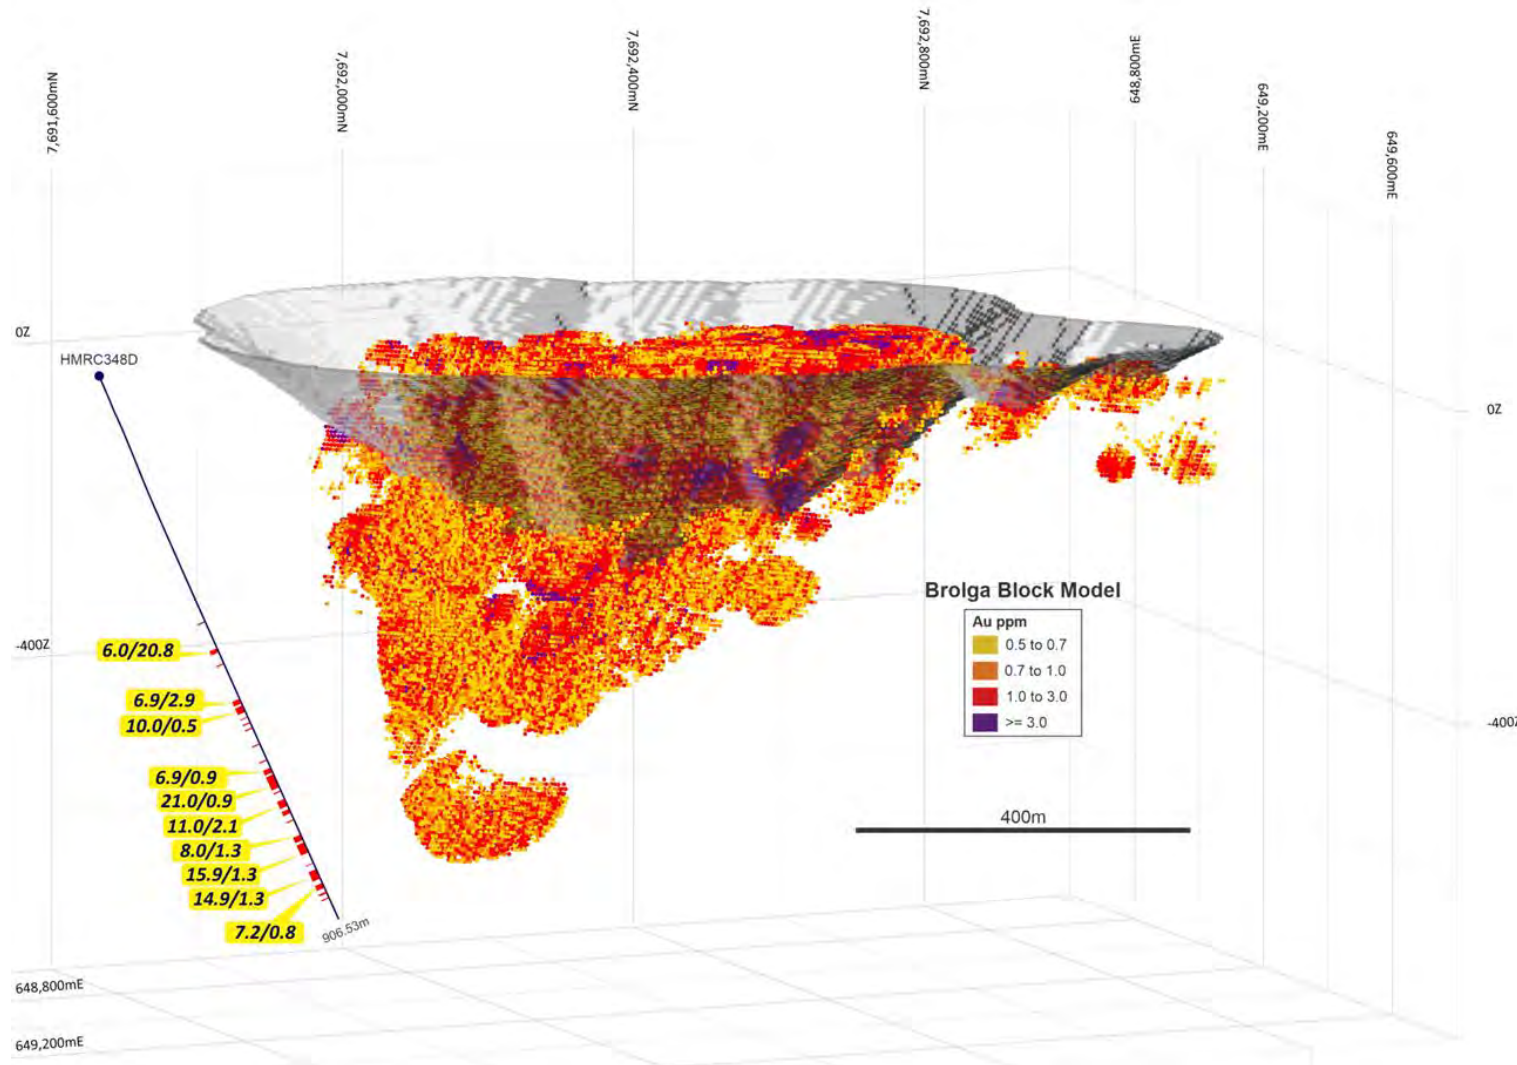 7,691,600mN
7,692,000mN
7,692,400mN
7,692,800mN
648,800mE
649,200mE
649,600mE
0Z
HMRC348D
0Z
-400Z
6.0/20.8
6.9/2.9
10.0/0.5
6.9/0.9
21.0/0.9
11.0/2.1
8.0/1.3
15.9/1.3
14.9/1.3
7.2/0.8
906.53m
Brolga Block Model
Au ppm
0.5 to 0.7
0.7 to 1.0
1.0 to 3.0
>= 3.0
-400Z
400m
648,800mE
649,200mE